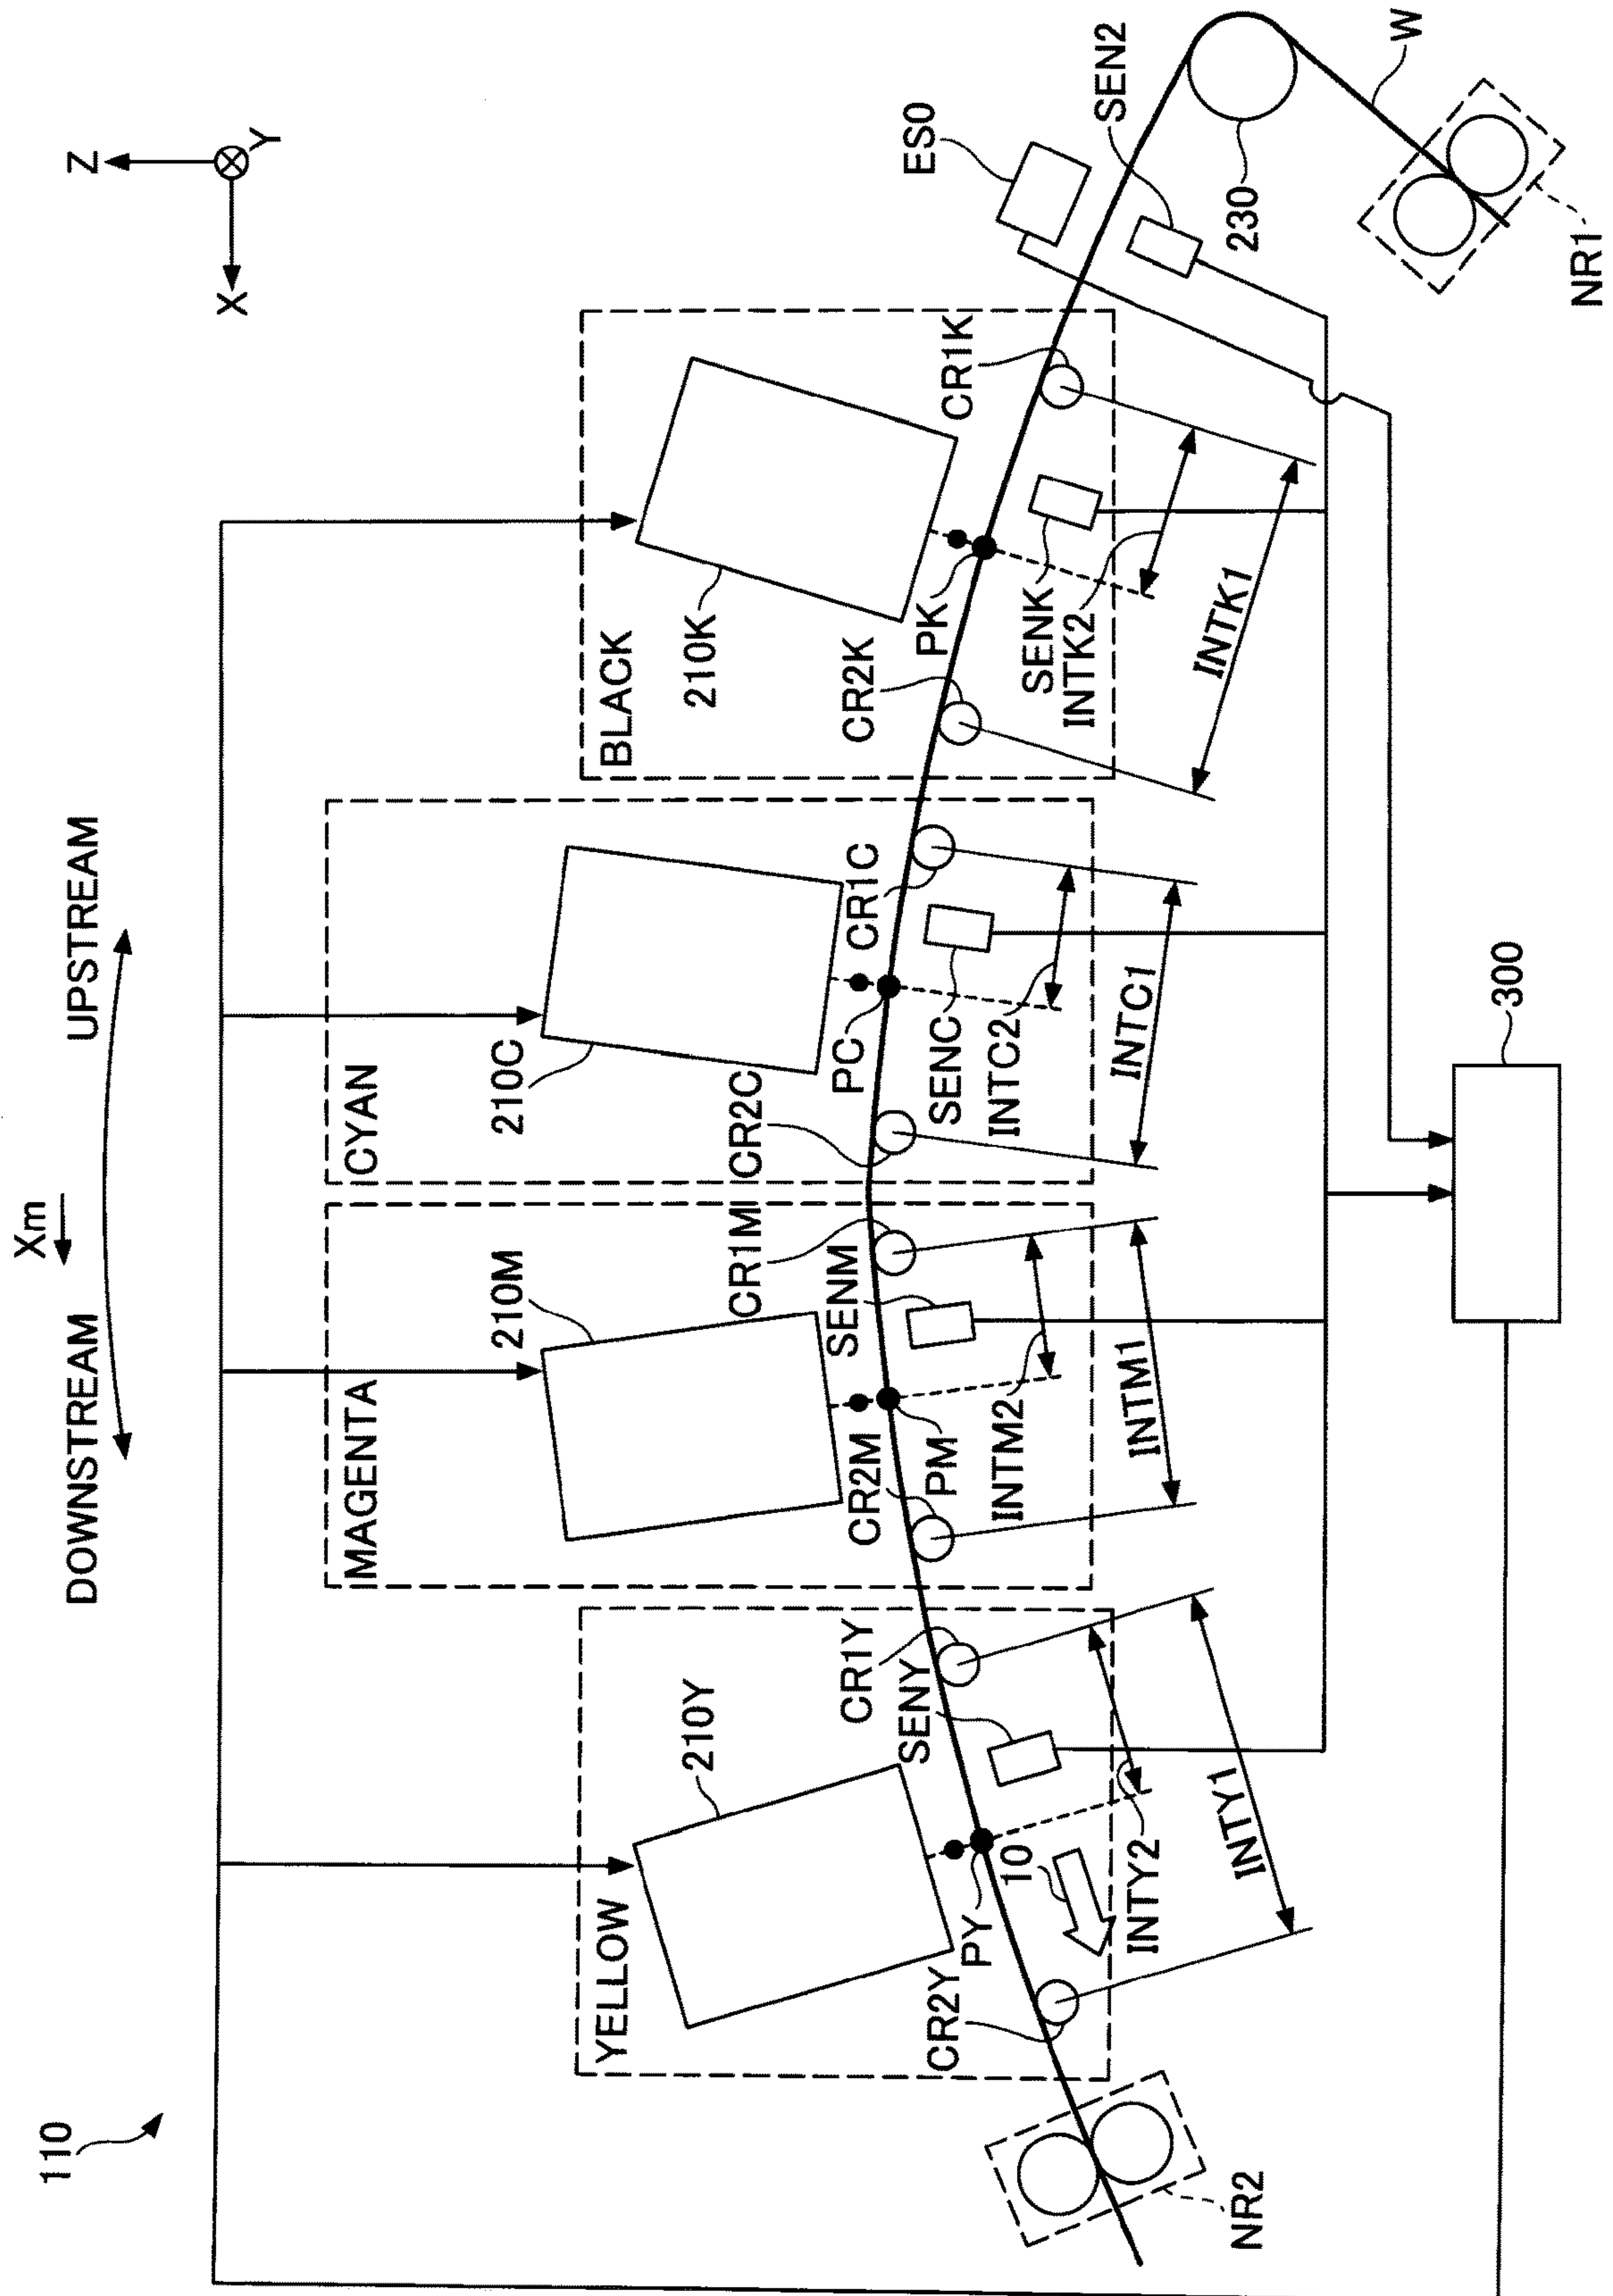 110
DOWNSTREAM
Xm
UPSTREAM
Z
X
Y
YELLOW
210Y
PY
CR1Y
SENY
CR2Y
10
INTY2
INTY1
NR2
MAGENTA
210M
CR1M
SENM
CR2M
PM
INTM2
INTM1
CYAN
210C
CR2C
PC
CR1C
SENC
INTC2
INTC1
BLACK
210K
CR2K
PK
CR1K
SENK
INTK2
INTK1
ES0
SEN2
230
W
NR1
300